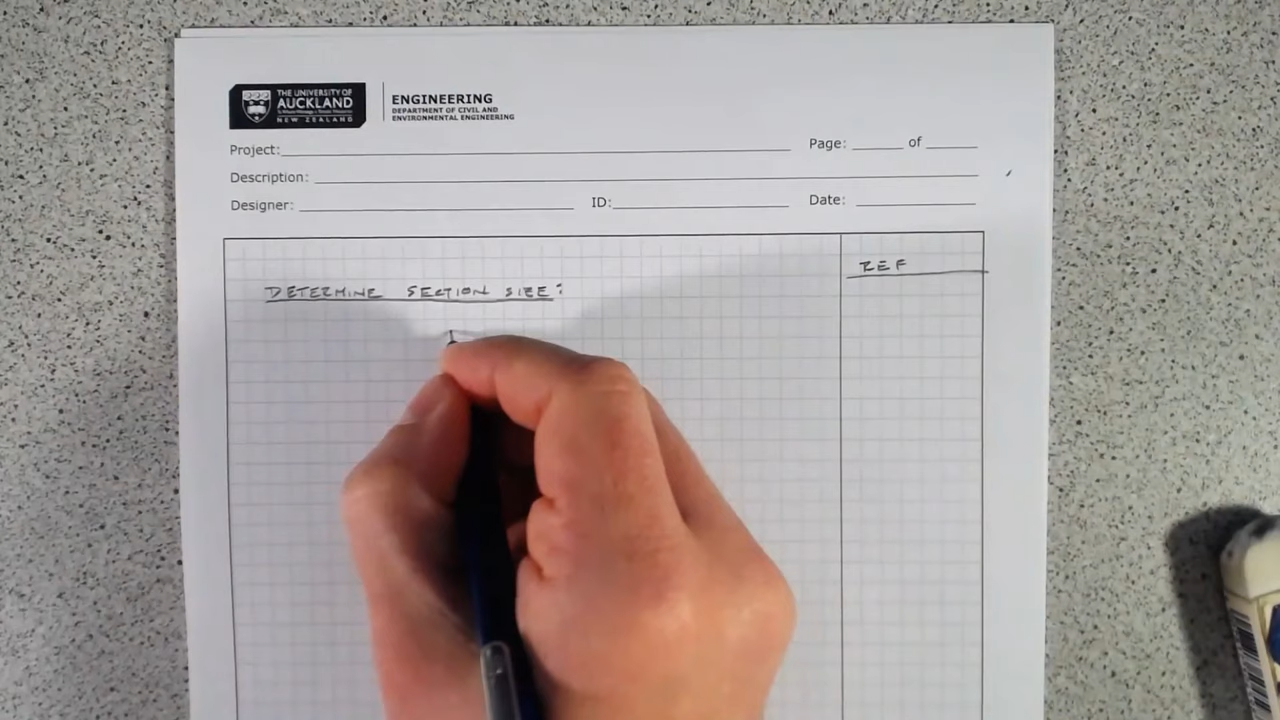 THE UNIVERSITY OF
AUCKLAND
NEW ZEALAND
ENGINEERING
DEPARTMENT OF CIVIL AND
ENVIRONMENTAL ENGINEERING
Project:
Page: of
Description:
Designer: ID: Date:
REF
DETERMINE SECTION SIZE: